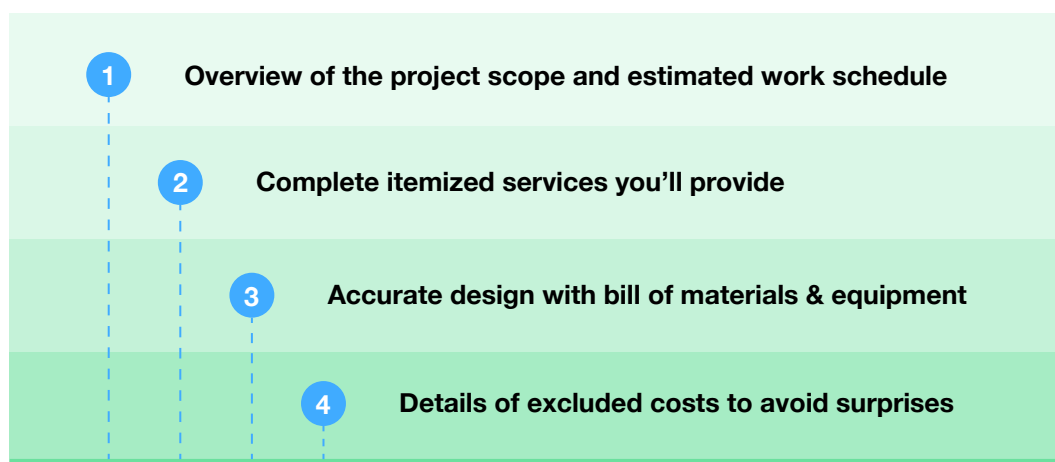 1 Overview of the project scope and estimated work schedule
2 Complete itemized services you’ll provide
3 Accurate design with bill of materials & equipment
4 Details of excluded costs to avoid surprises